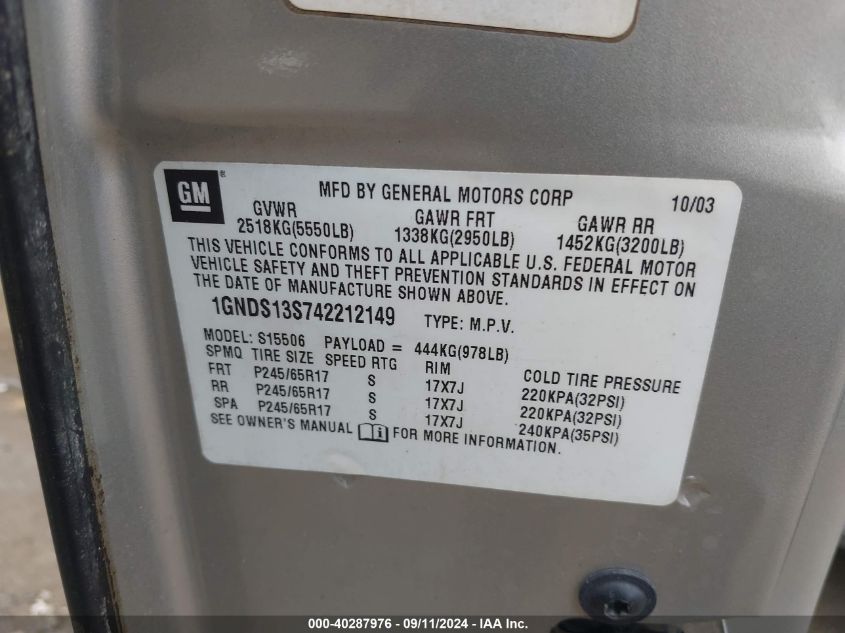 GM®
MFD BY GENERAL MOTORS CORP 10/03
GVWR GAWR FRT GAWR RR
2518KG(5550LB) 1338KG(2950LB) 1452KG(3200LB)
THIS VEHICLE CONFORMS TO ALL APPLICABLE U.S. FEDERAL MOTOR
VEHICLE SAFETY AND THEFT PREVENTION STANDARDS IN EFFECT ON
THE DATE OF MANUFACTURE SHOWN ABOVE.
1GNDS13S742212149 TYPE: M.P.V.
MODEL: S15506 PAYLOAD = 444KG(978LB)
SPMQ TIRE SIZE SPEED RTG RIM COLD TIRE PRESSURE
FRT P245/65R17 S 17X7J 220KPA(32PSI)
RR P245/65R17 S 17X7J 220KPA(32PSI)
SPA P245/65R17 S 17X7J 240KPA(35PSI)
SEE OWNER'S MANUAL i FOR MORE INFORMATION.
000-40287976 - 09/11/2024 - IAA Inc.